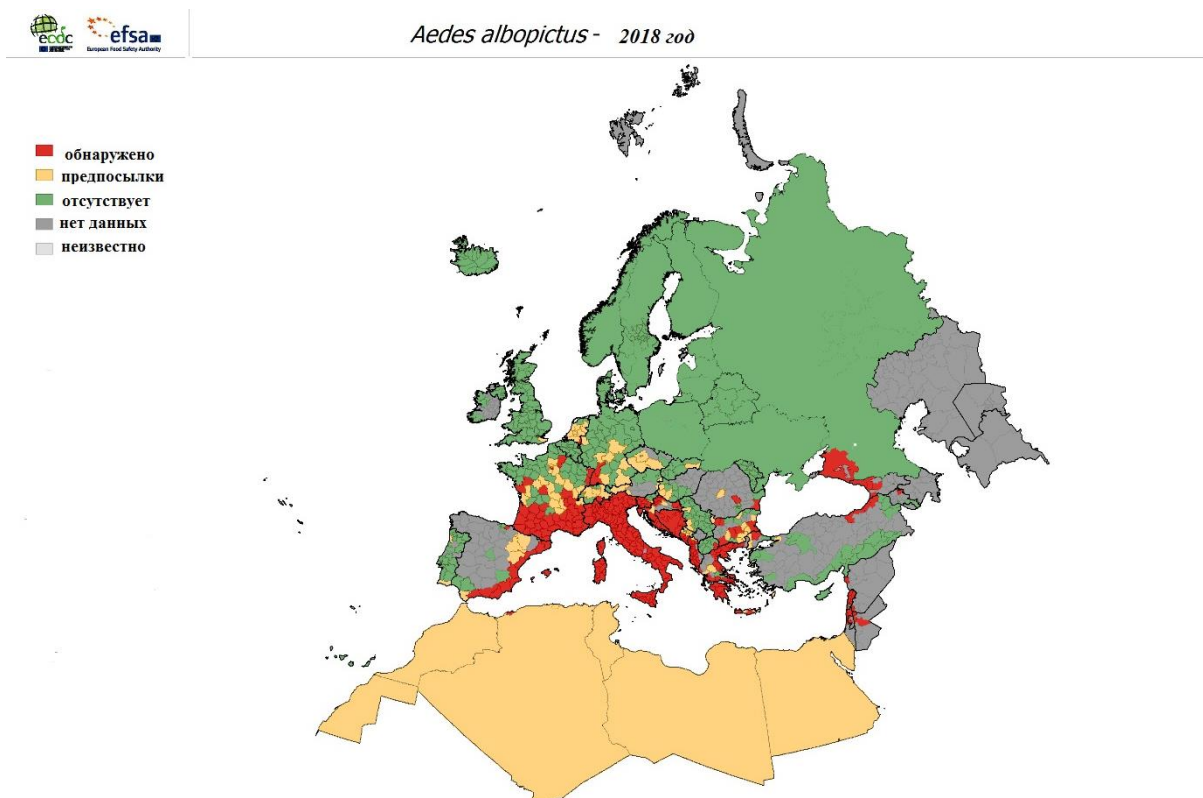 ecdc
efsa
European Food Safety Authority
Aedes albopictus - 2018 год
обнаружено
предпосылки
отсутствует
нет данных
неизвестно